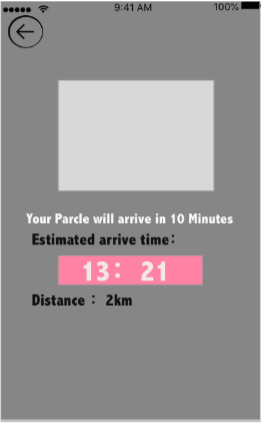 9:41 AM 100%
Your Parcle will arrive in 10 Minutes
Estimated arrive time:
13: 21
Distance : 2km